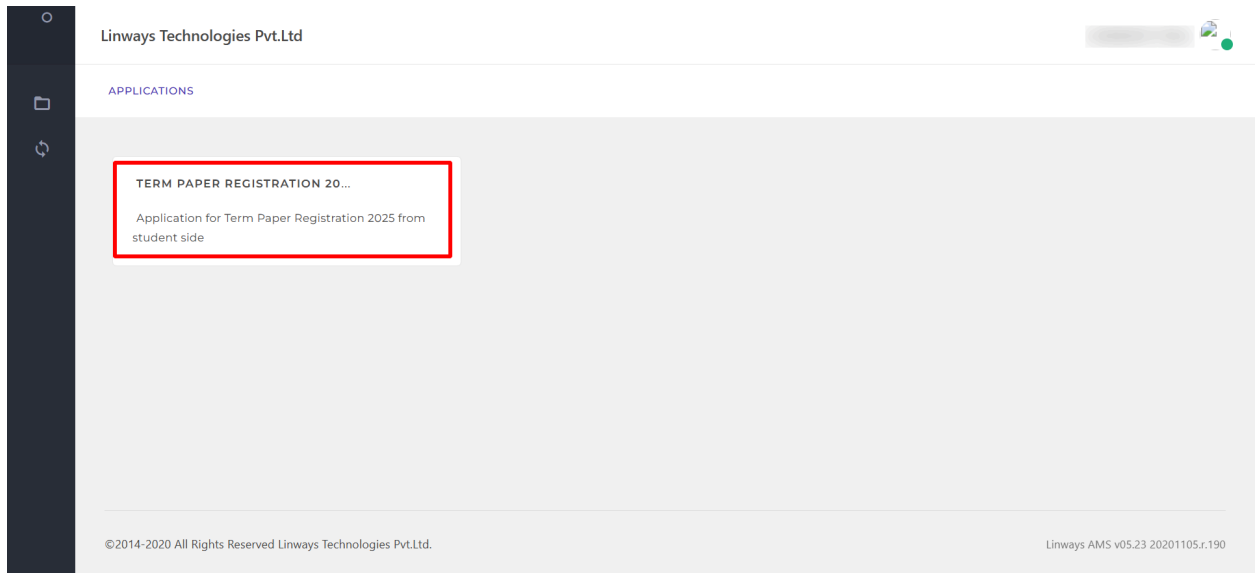 Linways Technologies Pvt.Ltd
APPLICATIONS
TERM PAPER REGISTRATION 20...
Application for Term Paper Registration 2025 from
student side
©2014-2020 All Rights Reserved Linways Technologies Pvt.Ltd.
Linways AMS v05.23 20201105.r.190